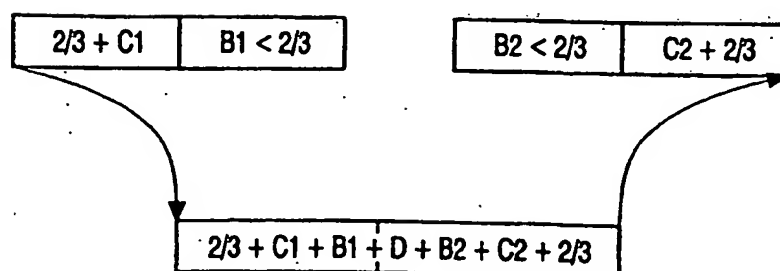 2/3 + C1 B1 < 2/3 B2 < 2/3 C2 + 2/3
2/3 + C1 + B1 + D + B2 + C2 + 2/3